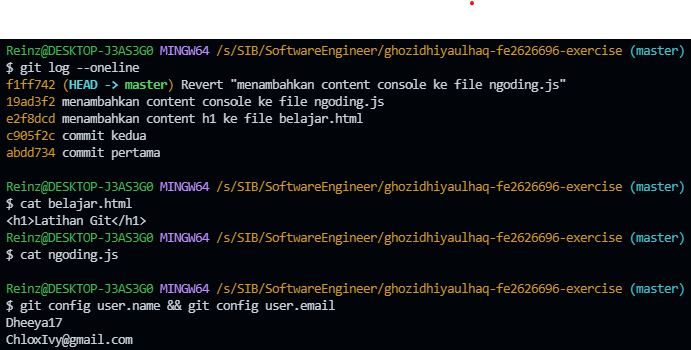 Reinz@DESKTOP-J3AS3G0 MINGW64 /s/SIB/SoftwareEngineer/ghozidhiyaulhaq-fe2626696-exercise (master)
$ git log --oneline
f1ff742 (HEAD -> master) Revert "menambahkan content console ke file ngoding.js"
19ad3f2 menambahkan content console ke file ngoding.js
e2f8dcd menambahkan content h1 ke file belajar.html
c905f2c commit kedua
abdd734 commit pertama
Reinz@DESKTOP-J3AS3G0 MINGW64 /s/SIB/SoftwareEngineer/ghozidhiyaulhaq-fe2626696-exercise (master)
$ cat belajar.html
<h1>Latihan Git</h1>
Reinz@DESKTOP-J3AS3G0 MINGW64 /s/SIB/SoftwareEngineer/ghozidhiyaulhaq-fe2626696-exercise (master)
$ cat ngoding.js
Reinz@DESKTOP-J3AS3G0 MINGW64 /s/SIB/SoftwareEngineer/ghozidhiyaulhaq-fe2626696-exercise (master)
$ git config user.name && git config user.email
Dheeya17
ChloxIvy@gmail.com